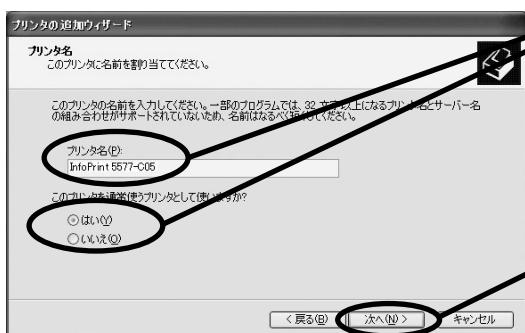 プリンタの追加ウィザード
プリンタ名
このプリンタに名前を割り当ててください。
このプリンタの名前を入力してください。一部のプログラムでは、32 文字以上になるプリンタ名とサーバー名
の組み合わせがサポートされていないため、名前はなるべく短くしてください。
プリンタ名(P):
InfoPrint 5577-C05
このプリンタを通常使うプリンタとして使いますか?
はい(Y)
いいえ(O)
< 戻る(B)
次へ(N) >
キャンセル